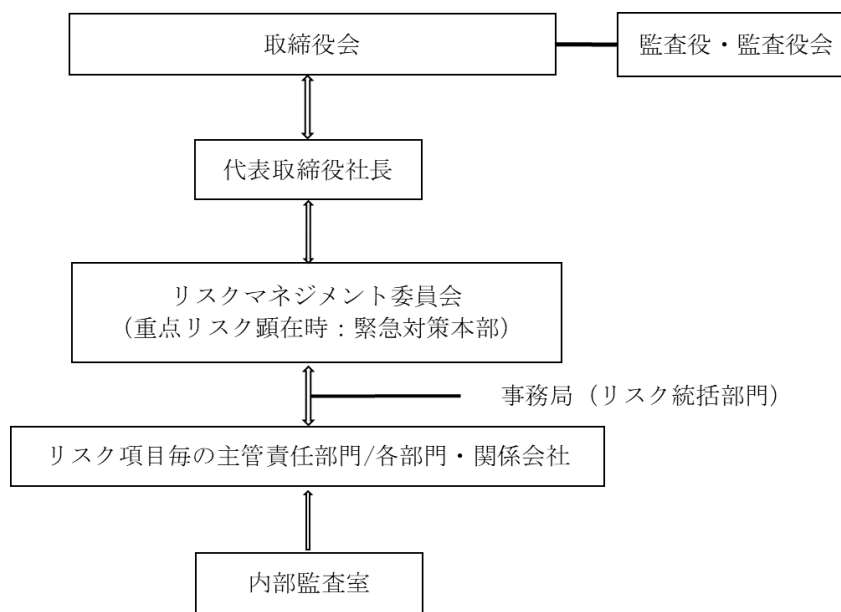 取締役会
監査役・監査役会
代表取締役社長
リスクマネジメント委員会
（重点リスク顕在時：緊急対策本部）
事務局（リスク統括部門）
リスク項目毎の主管責任部門/各部門・関係会社
内部監査室